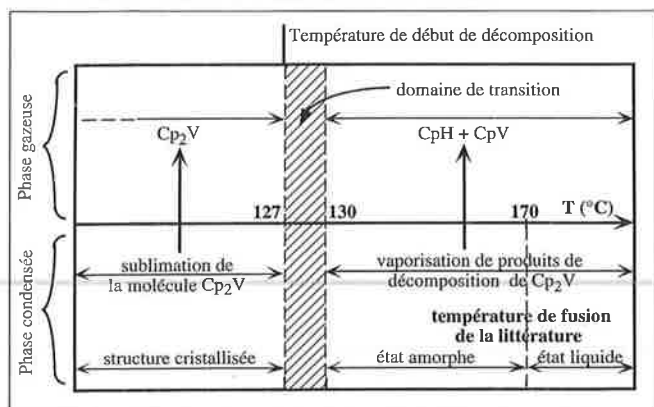 Température de début de décomposition
Phase gazeuse
domaine de transition
Cp₂V
CpH + CpV
127
130
170
T (°C)
Phase condensée
sublimation de
la molécule Cp₂V
vaporisation de produits de
décomposition de Cp₂V
température de fusion
de la littérature
structure cristallisée
état amorphe
état liquide